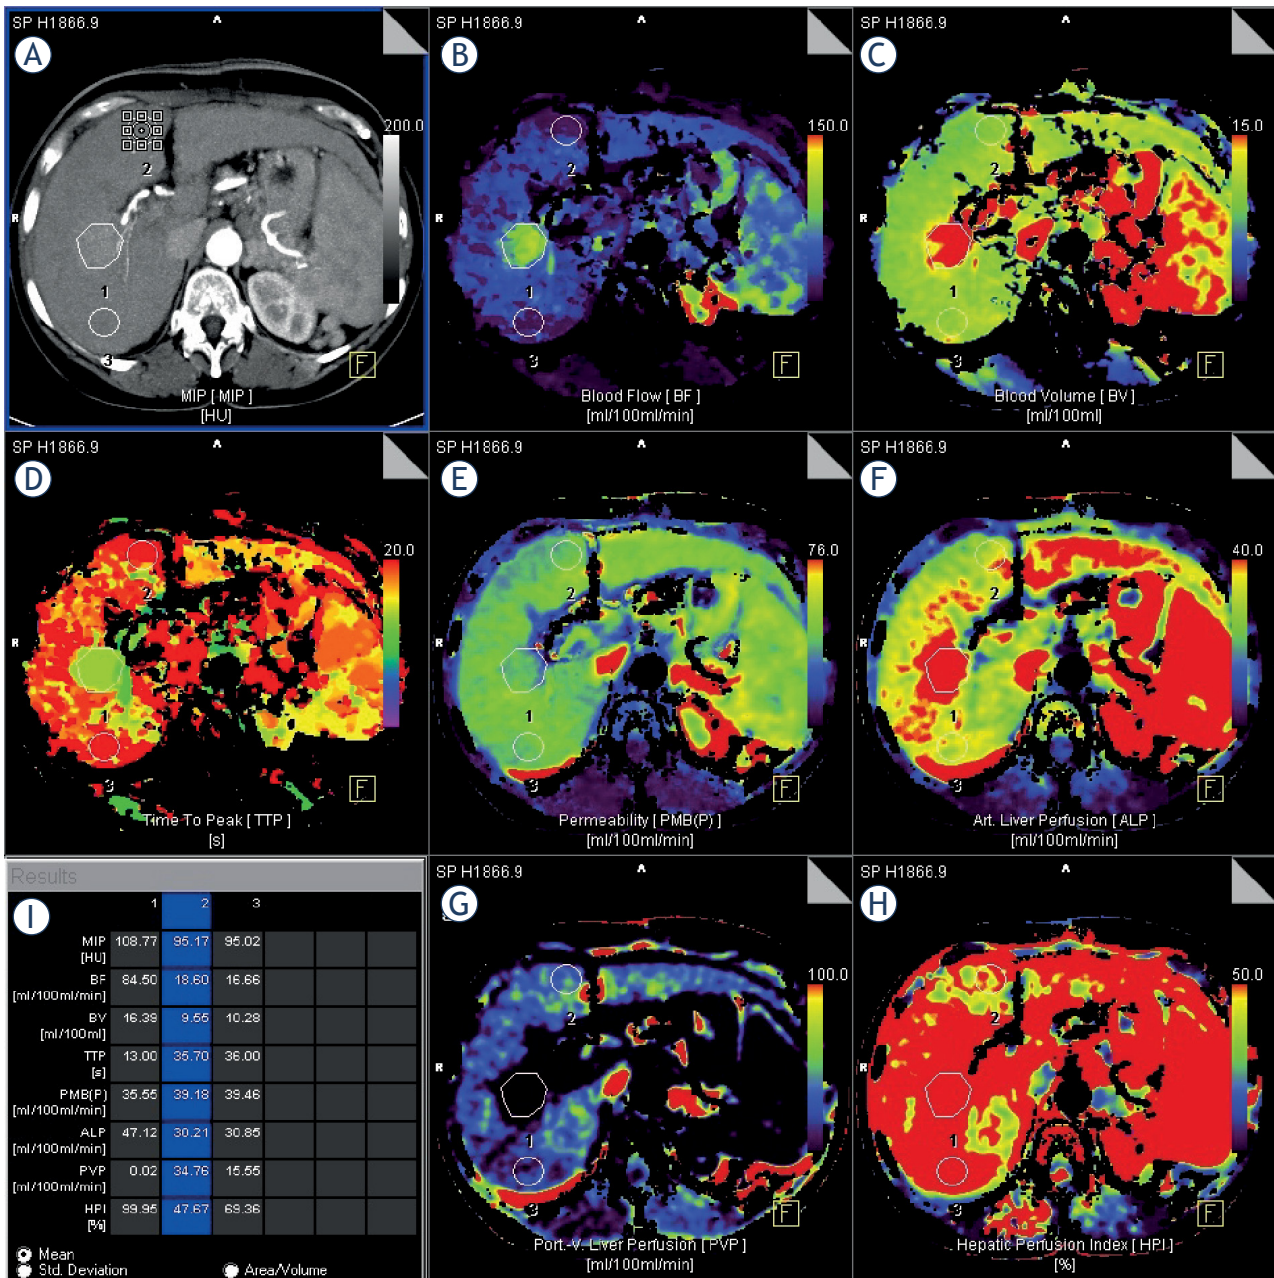 SP H1866.9
A
A
200.0
R
2
1
3
F
MIP [ MIP ]
[HU]
SP H1866.9
A
B
150.0
2
1
3
F
Blood Flow [ BF ]
[ml/100ml/min]
SP H1866.9
A
C
15.0
R
2
1
3
F
Blood Volume [ BV ]
[ml/100ml]
SP H1866.9
A
D
20.0
R
2
1
3
F
Time To Peak [ TTP ]
[s]
SP H1866.9
A
E
76.0
2
1
3
F
Permeability [ PMB(P) ]
[ml/100ml/min]
SP H1866.9
A
F
40.0
R
2
1
3
F
Art. Liver Perfusion [ ALP ]
[ml/100ml/min]
Results
I
1 2 3
MIP 108.77 95.17 95.02
[HU]
BF 84.50 18.60 16.66
[ml/100ml/min]
BV 16.39 9.55 10.28
[ml/100ml]
TTP 13.00 35.70 36.00
[s]
PMB(P) 35.55 39.18 39.46
[ml/100ml/min]
ALP 47.12 30.21 30.85
[ml/100ml/min]
PVP 0.02 34.76 15.55
[ml/100ml/min]
HPI 99.95 47.67 69.36
[%]
Mean
Std. Deviation Area/Volume
SP H1866.9
A
G
100.0
R
2
1
3
F
Port.-V. Liver Perfusion [ PVP ]
[ml/100ml/min]
SP H1866.9
A
H
50.0
R
2
1
3
F
Hepatic Perfusion Index [ HPI ]
[%]